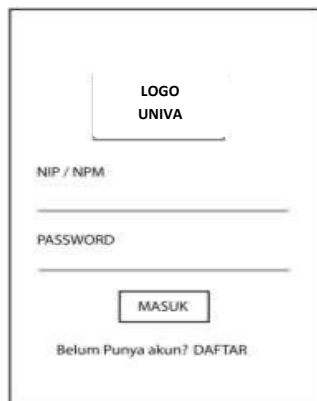 LOGO
UNIVA
NIP / NPM
PASSWORD
MASUK
Belum Punya akun? DAFTAR